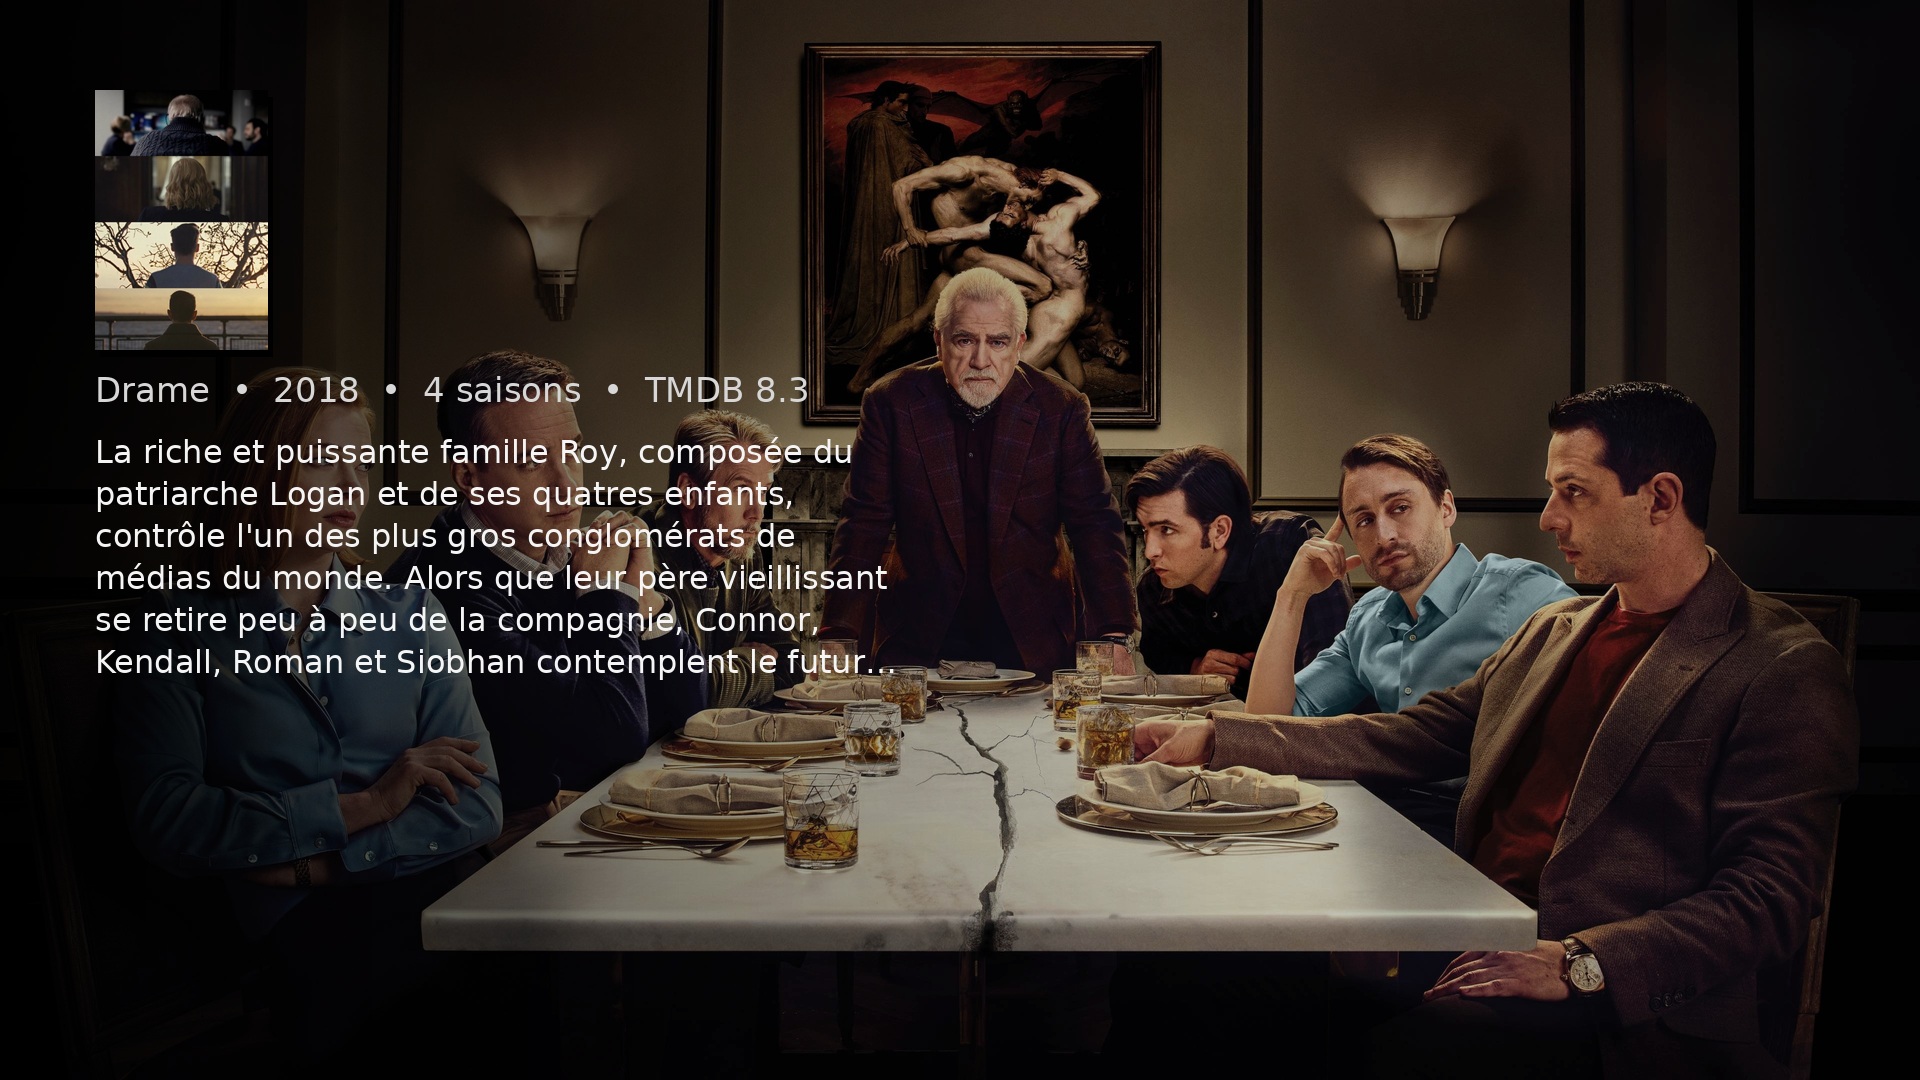 Drame • 2018 • 4 saisons • TMDB 8.3
La riche et puissante famille Roy, composée du
patriarche Logan et de ses quatres enfants,
contrôle l'un des plus gros conglomérats de
médias du monde. Alors que leur père vieillissant
se retire peu à peu de la compagnie, Connor,
Kendall, Roman et Siobhan contemplent le futur...